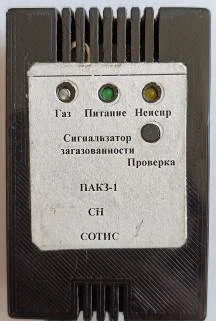 Газ Питание Неиспр
Сигнализатор
загазованности
Проверка
ПАКЗ-1
СН
СОТИС